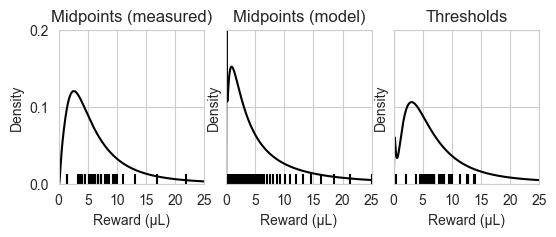 Midpoints (measured)
Midpoints (model)
Thresholds
Density
0.2
0.1
0.0
0
5
10
15
20
25
Reward (µL)
Density
0
5
10
15
20
25
Reward (µL)
Density
0
5
10
15
20
25
Reward (µL)